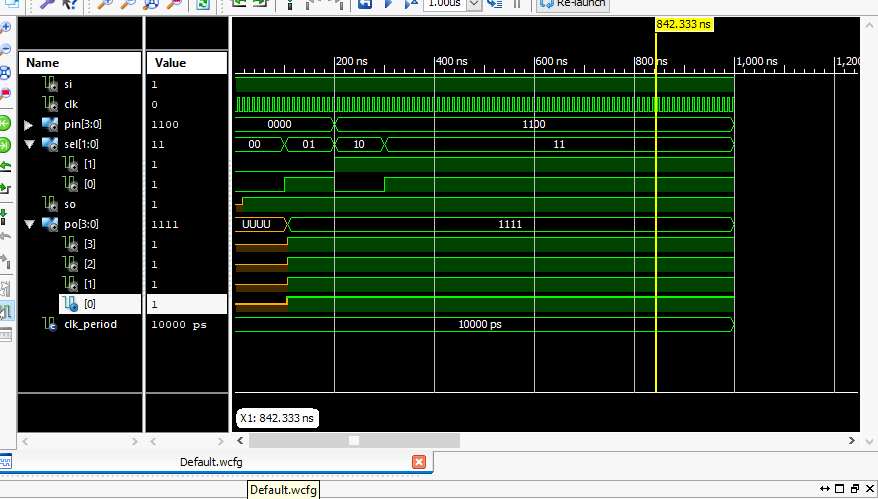 1.00us Re-launch
842.333 ns
Name Value
200 ns 400 ns 600 ns 800 ns 1,000 ns 1,200
si 1
clk 0
pin[3:0] 1100 0000 1100
sel[1:0] 11 00 01 10 11
[1] 1
[0] 1
so 1
po[3:0] 1111 UUUU 1111
[3] 1
[2] 1
[1] 1
[0] 1
clk_period 10000 ps 10000 ps
X1: 842.333 ns
Default.wcfg
Default.wcfg